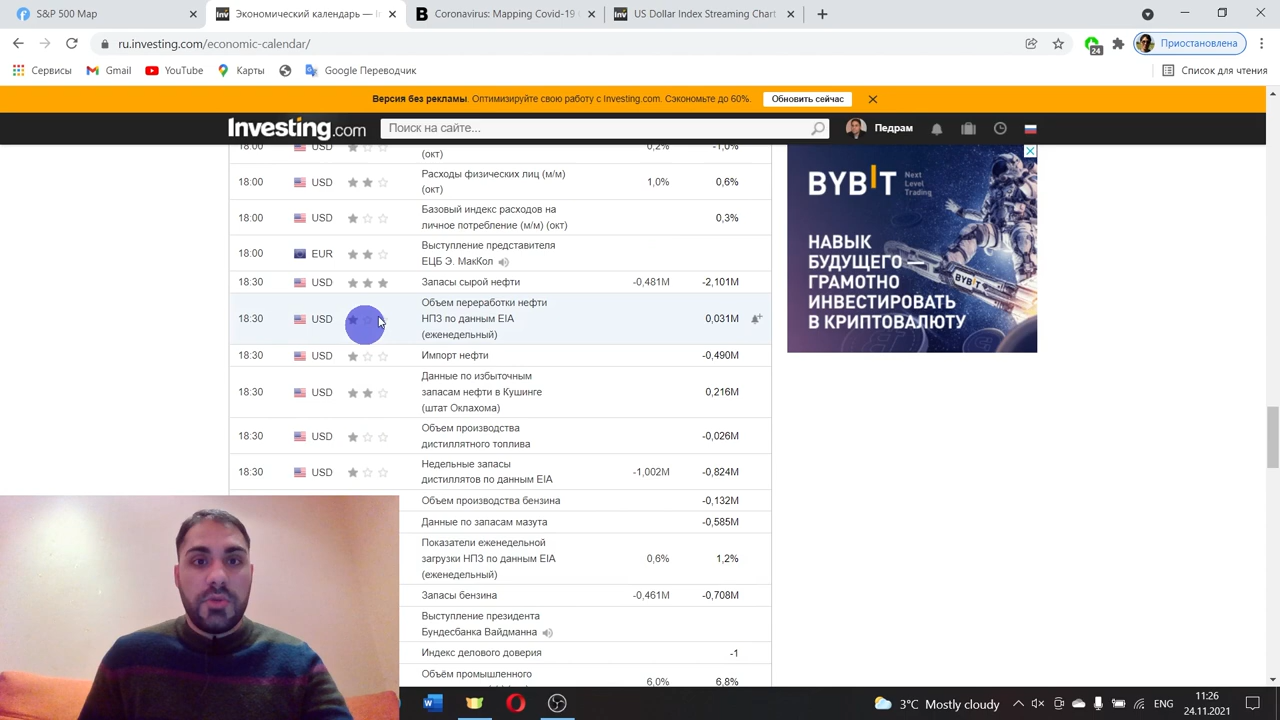 S&P 500 Map
Экономический календарь — I
Coronavirus: Mapping Covid-19
US Dollar Index Streaming Chart
ru.investing.com/economic-calendar/
24
Приостановлена
Сервисы
Gmail
YouTube
Карты
Google Переводчик
Список для чтения
Версия без рекламы. Оптимизируйте свою работу с Investing.com. Сэкономьте до 60%.
Обновить сейчас
Investing.com
Поиск на сайте...
Педрам
18:00 USD 0,2% -1,0%
(окт)
18:00 USD Расходы физических лиц (м/м) 1,0% 0,6%
(окт)
18:00 USD Базовый индекс расходов на 0,3%
личное потребление (м/м) (окт)
18:00 EUR Выступление представителя
ЕЦБ Э. МакКол
18:30 USD Запасы сырой нефти -0,481M -2,101M
Объем переработки нефти
18:30 USD НПЗ по данным EIA 0,031M
(еженедельный)
18:30 USD Импорт нефти -0,490M
Данные по избыточным
18:30 USD запасам нефти в Кушинге 0,216M
(штат Оклахома)
18:30 USD Объем производства -0,026M
дистиллятного топлива
18:30 USD Недельные запасы -1,002M -0,824M
дистиллятов по данным EIA
Объем производства бензина -0,132M
Данные по запасам мазута -0,585M
Показатели еженедельной
загрузки НПЗ по данным EIA 0,6% 1,2%
(еженедельный)
Запасы бензина -0,461M -0,708M
Выступление президента
Бундесбанка Вайдманна
Индекс делового доверия -1
Объём промышленного 6,0% 6,8%
BYBIT
Next
Level
Trading
НАВЫК
БУДУЩЕГО —
ГРАМОТНО
ИНВЕСТИРОВАТЬ
В КРИПТОВАЛЮТУ
BYBIT
3°C Mostly cloudy
ENG
11:26
24.11.2021